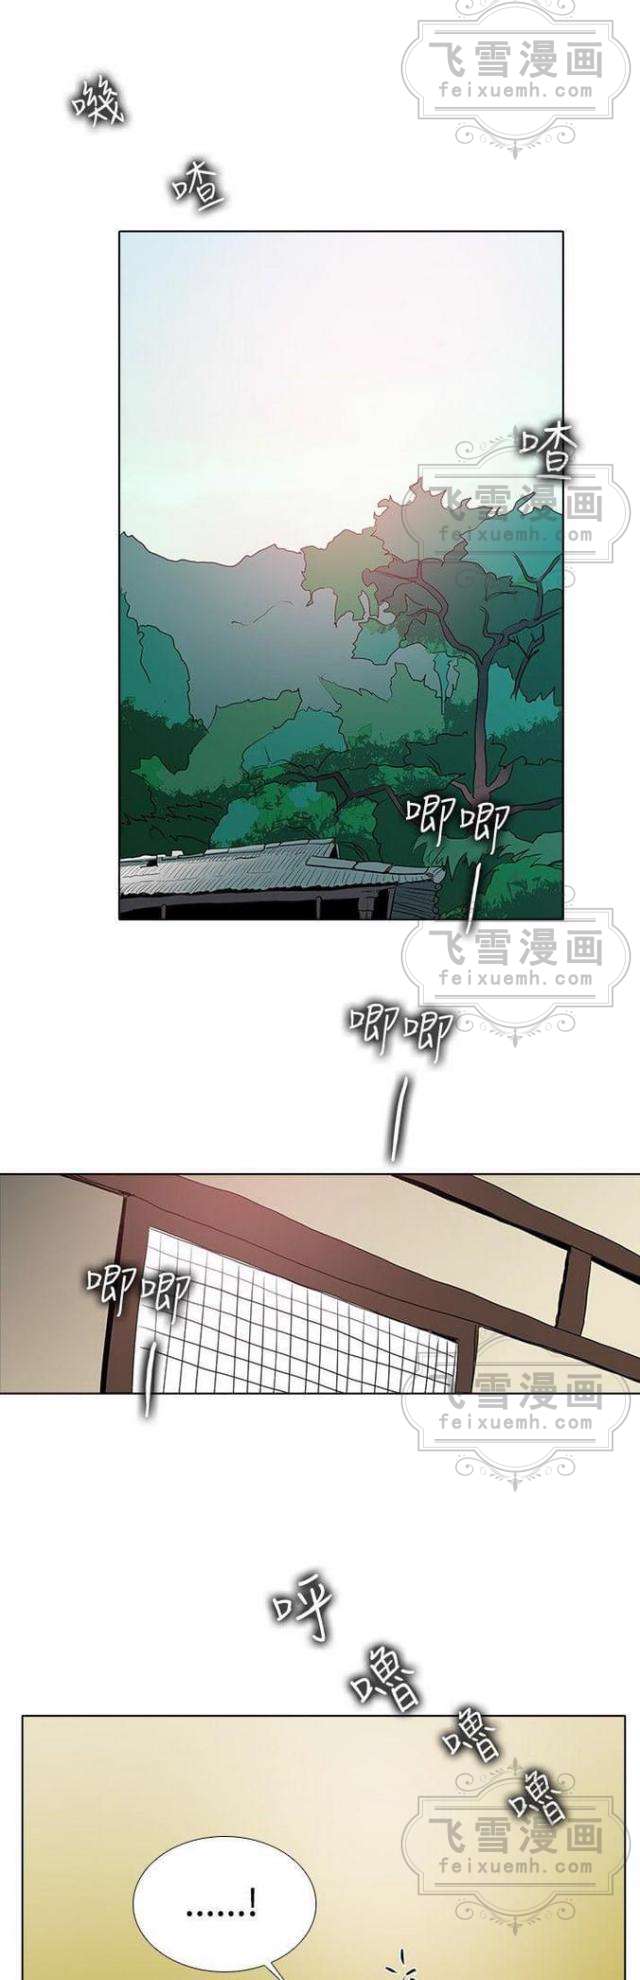 飞雪漫画
feixuemh.com
嘰
喳
喳
飞雪漫画
feixuemh.com
唧唧
飞雪漫画
feixuemh.com
唧唧
唧唧
飞雪漫画
feixuemh.com
呼
嚕
嚕
嚕
飞雪漫画
feixuemh.com
......!